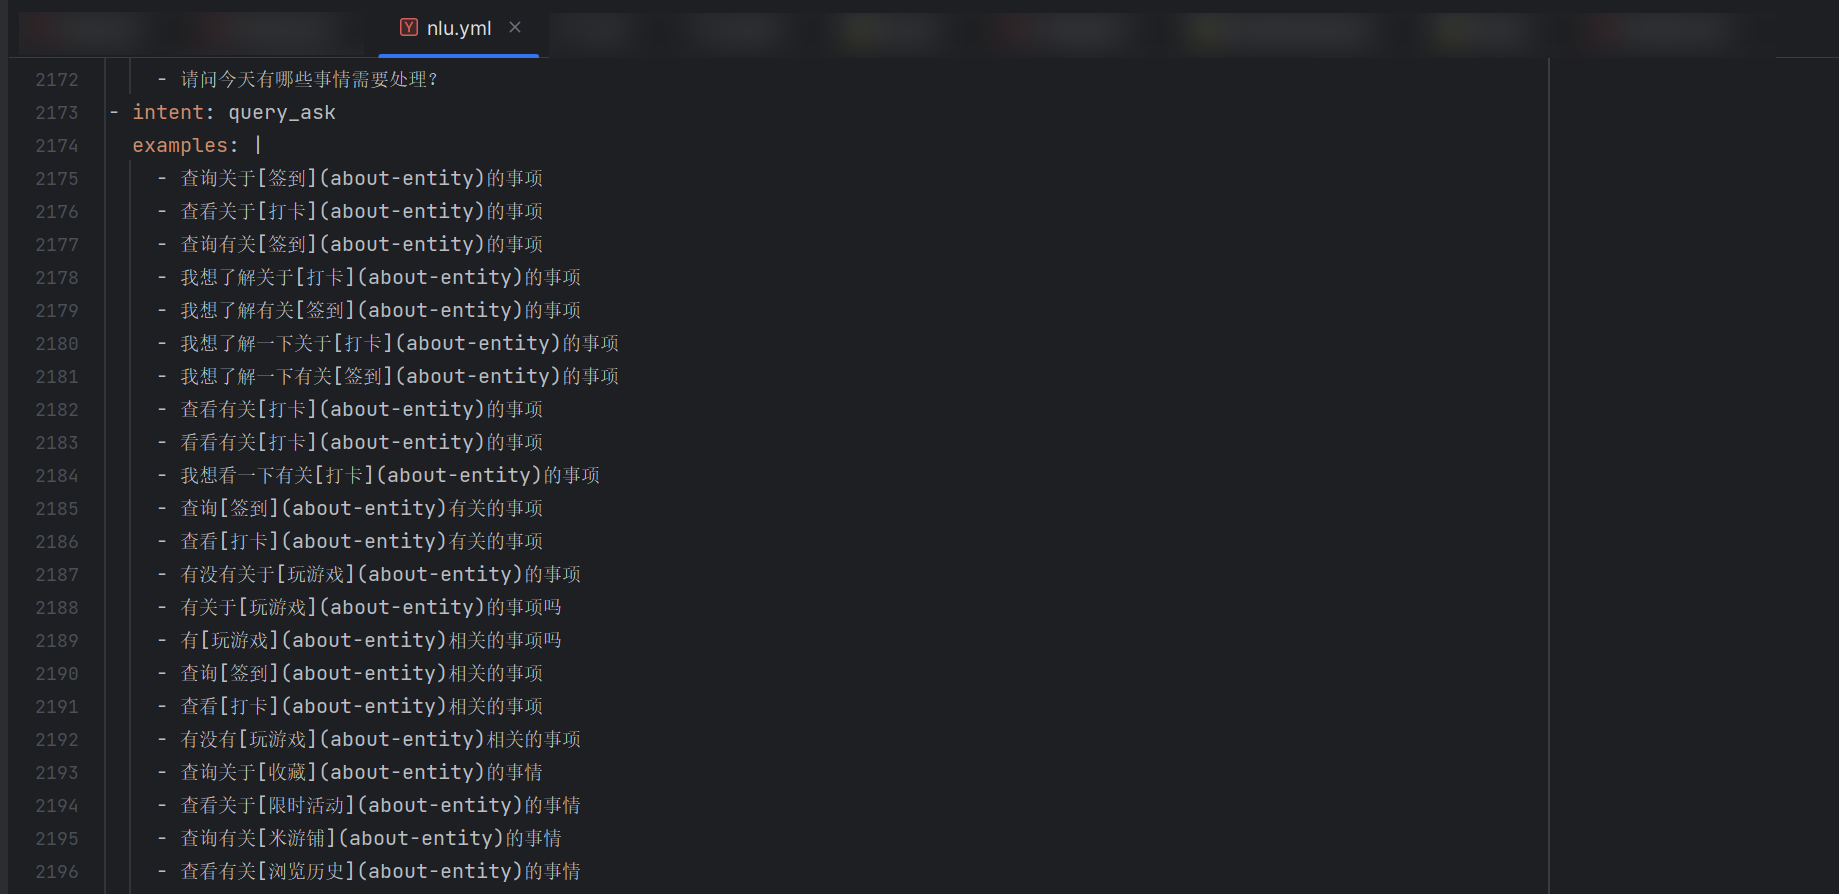 nlu.yml
2172 - 请问今天有哪些事情需要处理？
2173 - intent: query_ask
2174 examples: |
2175 - 查询关于[签到](about-entity)的事项
2176 - 查看关于[打卡](about-entity)的事项
2177 - 查询有关[签到](about-entity)的事项
2178 - 我想了解关于[打卡](about-entity)的事项
2179 - 我想了解有关[签到](about-entity)的事项
2180 - 我想了解一下关于[打卡](about-entity)的事项
2181 - 我想了解一下有关[签到](about-entity)的事项
2182 - 查看有关[打卡](about-entity)的事项
2183 - 看看有关[打卡](about-entity)的事项
2184 - 我想看一下有关[打卡](about-entity)的事项
2185 - 查询[签到](about-entity)有关的事项
2186 - 查看[打卡](about-entity)有关的事项
2187 - 有没有关于[玩游戏](about-entity)的事项
2188 - 有关于[玩游戏](about-entity)的事项吗
2189 - 有[玩游戏](about-entity)相关的事项吗
2190 - 查询[签到](about-entity)相关的事项
2191 - 查看[打卡](about-entity)相关的事项
2192 - 有没有[玩游戏](about-entity)相关的事项
2193 - 查询关于[收藏](about-entity)的事情
2194 - 查看关于[限时活动](about-entity)的事情
2195 - 查询有关[米游铺](about-entity)的事情
2196 - 查看有关[浏览历史](about-entity)的事情